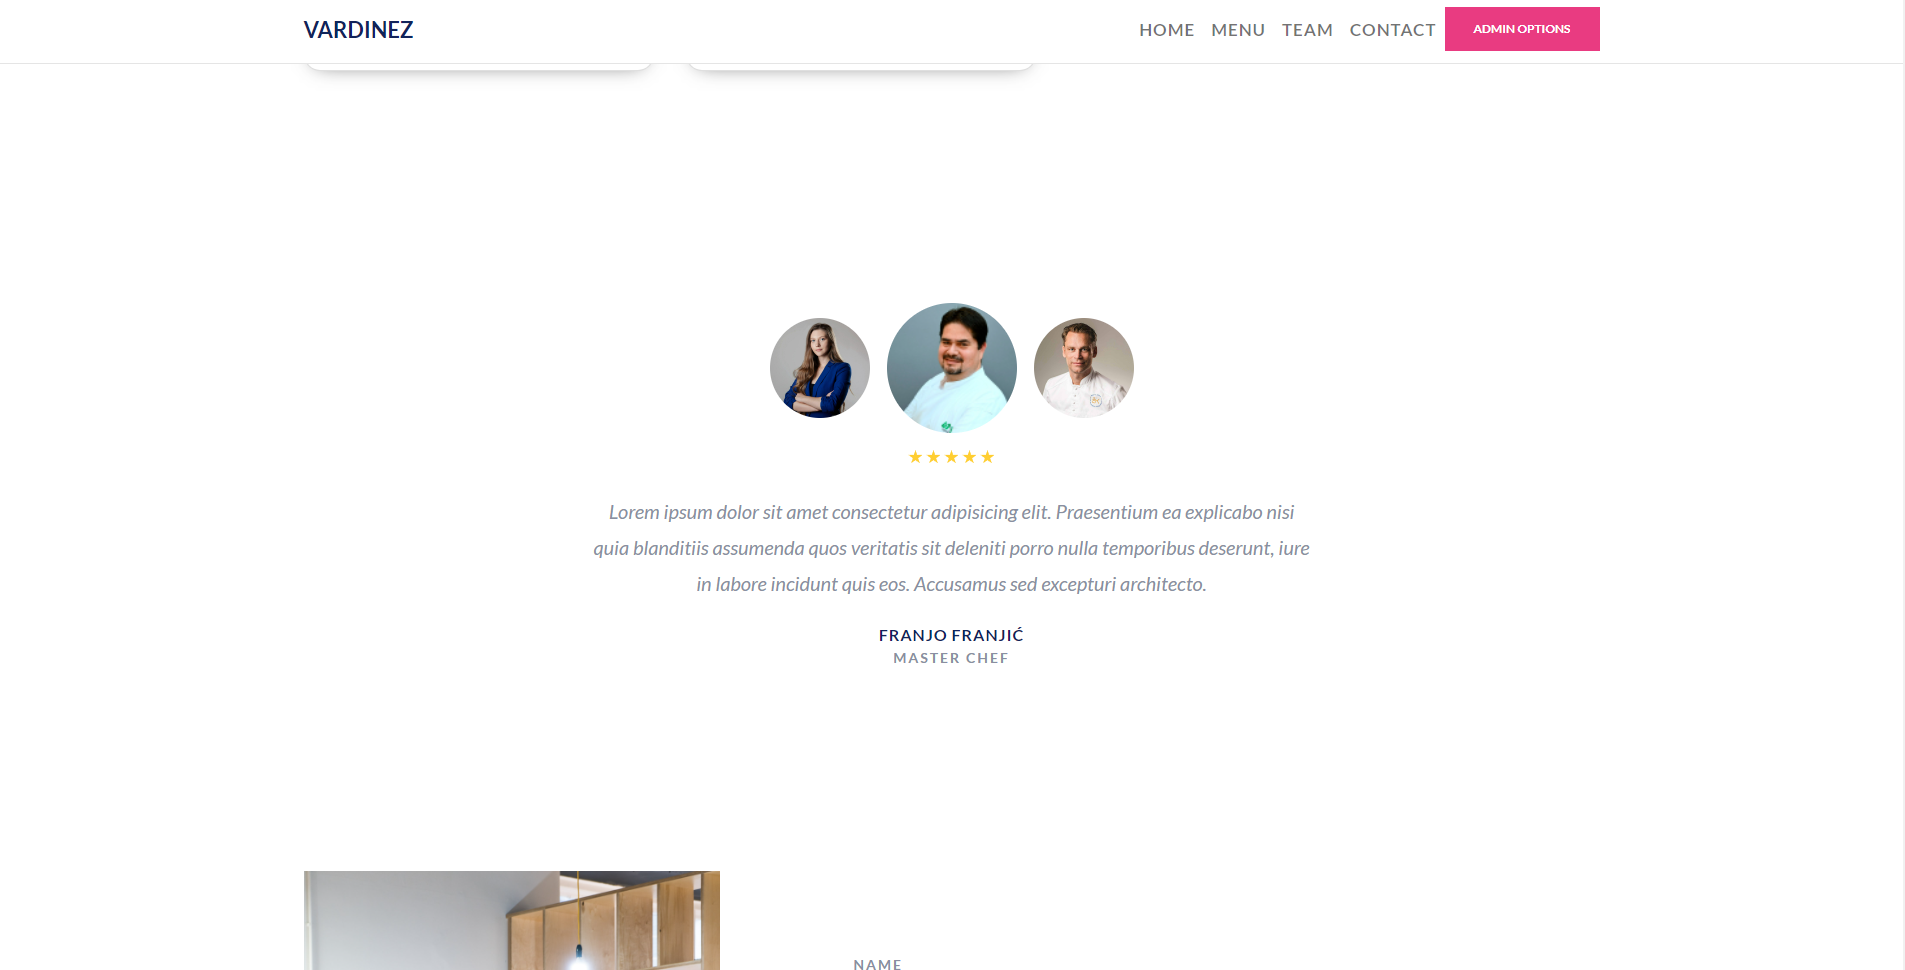 VARDINEZ
HOME MENU TEAM CONTACT ADMIN OPTIONS
Lorem ipsum dolor sit amet consectetur adipisicing elit. Praesentium ea explicabo nisi
quia blanditiis assumenda quos veritatis sit deleniti porro nulla temporibus deserunt, iure
in labore incidunt quis eos. Accusamus sed excepturi architecto.
FRANJO FRANJIĆ
MASTER CHEF
NAME